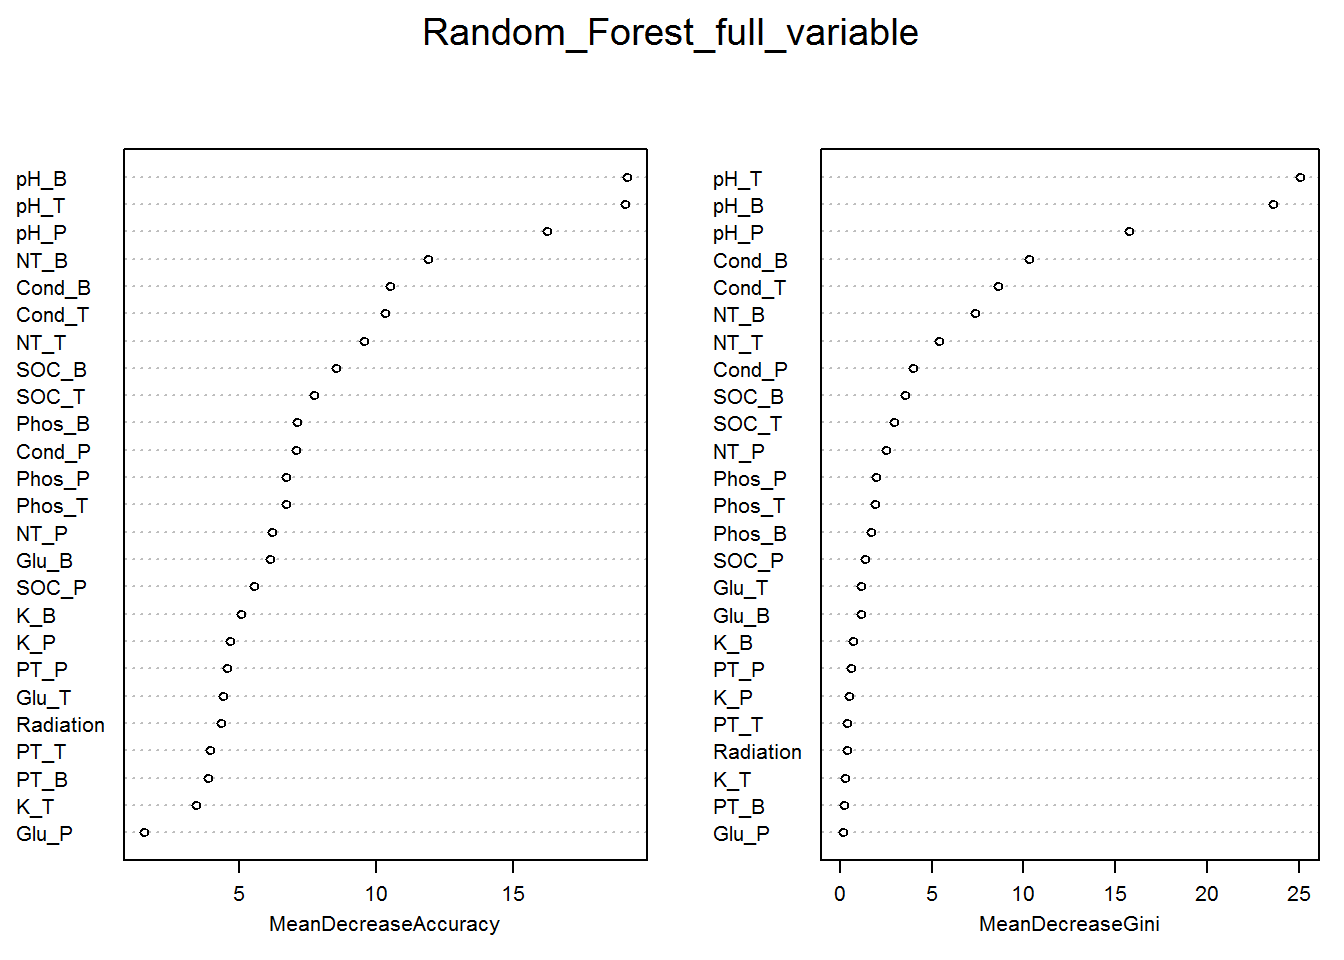 Random_Forest_full_variable
pH_B
pH_T
pH_P
NT_B
Cond_B
Cond_T
NT_T
SOC_B
SOC_T
Phos_B
Cond_P
Phos_P
Phos_T
NT_P
Glu_B
SOC_P
K_B
K_P
PT_P
Glu_T
Radiation
PT_T
PT_B
K_T
Glu_P
5 10 15
MeanDecreaseAccuracy
pH_T
pH_B
pH_P
Cond_B
Cond_T
NT_B
NT_T
Cond_P
SOC_B
SOC_T
NT_P
Phos_P
Phos_T
Phos_B
SOC_P
Glu_T
Glu_B
K_B
PT_P
K_P
PT_T
Radiation
K_T
PT_B
Glu_P
0 5 10 15 20 25
MeanDecreaseGini